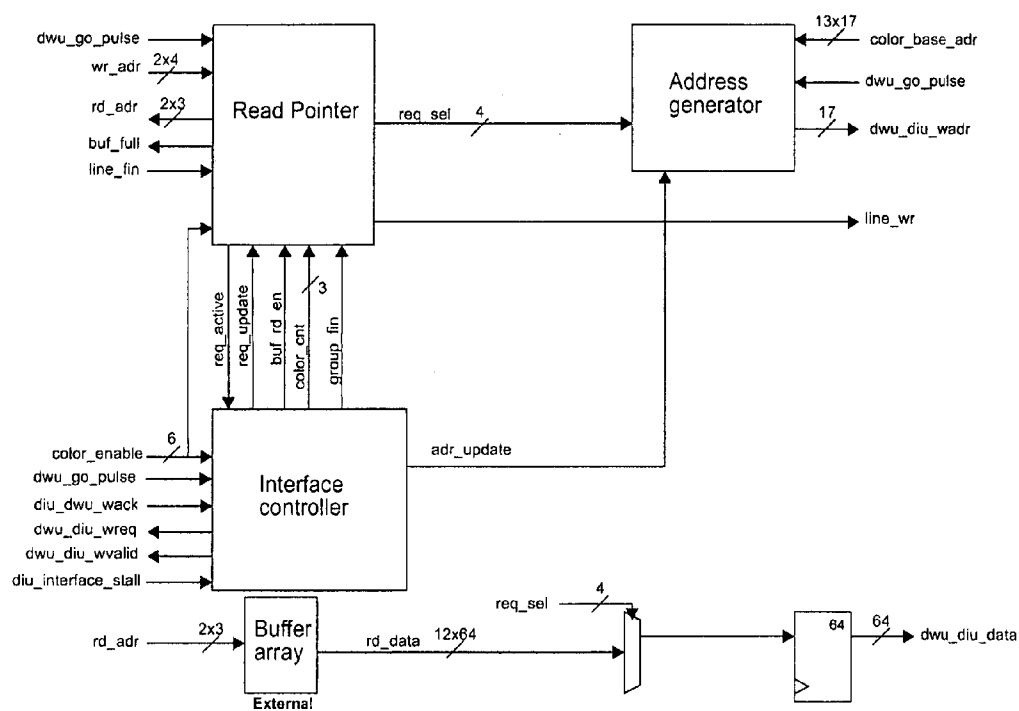 dwu_go_pulse
wr_adr
2x4
rd_adr
2x3
buf_full
line_fin
Read Pointer
req_sel
4
Address
generator
13x17
color_base_adr
dwu_go_pulse
17
dwu_diu_wadr
line_wr
req_active
req_update
buf_rd_en
color_cnt
3
group_fin
color_enable
6
dwu_go_pulse
diu_dwu_wack
dwu_diu_wreq
dwu_diu_wvalid
diu_interface_stall
Interface
controller
adr_update
rd_adr
2x3
Buffer
array
External
rd_data
12x64
req_sel
4
64
64
dwu_diu_data